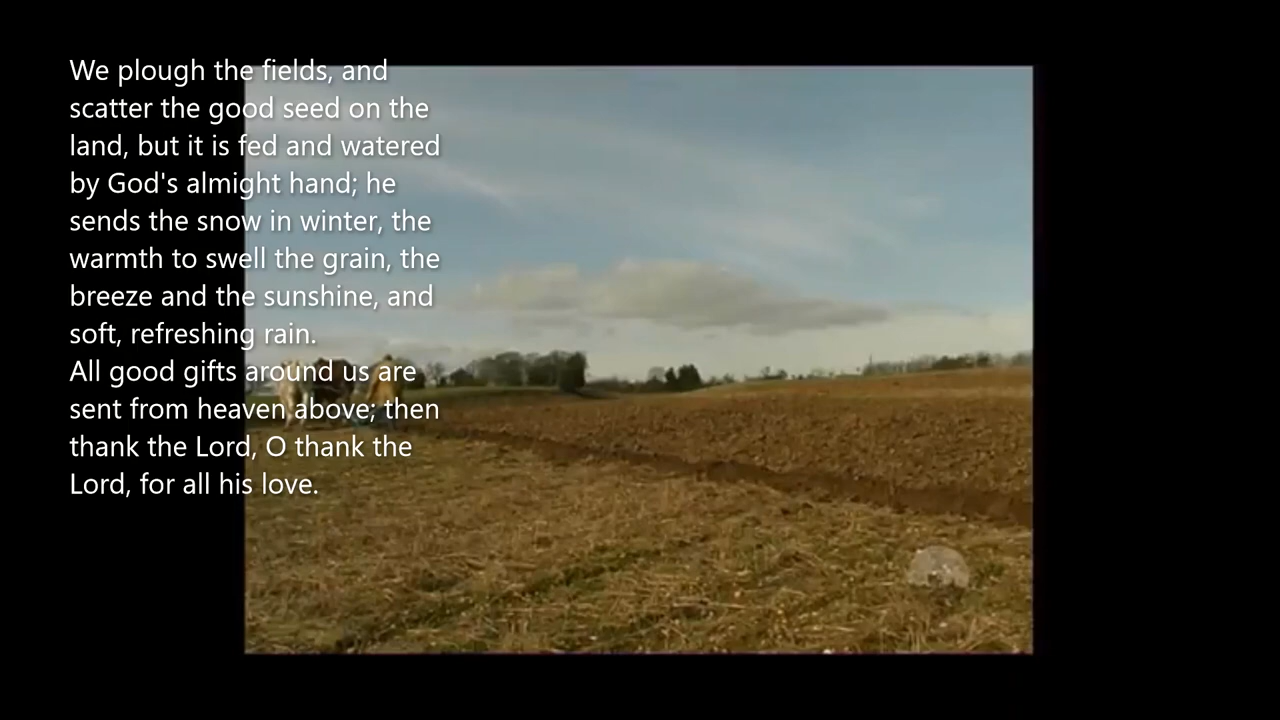 We plough the fields, and
scatter the good seed on the
land, but it is fed and watered
by God's almight hand; he
sends the snow in winter, the
warmth to swell the grain, the
breeze and the sunshine, and
soft, refreshing rain.
All good gifts around us are
sent from heaven above; then
thank the Lord, O thank the
Lord, for all his love.